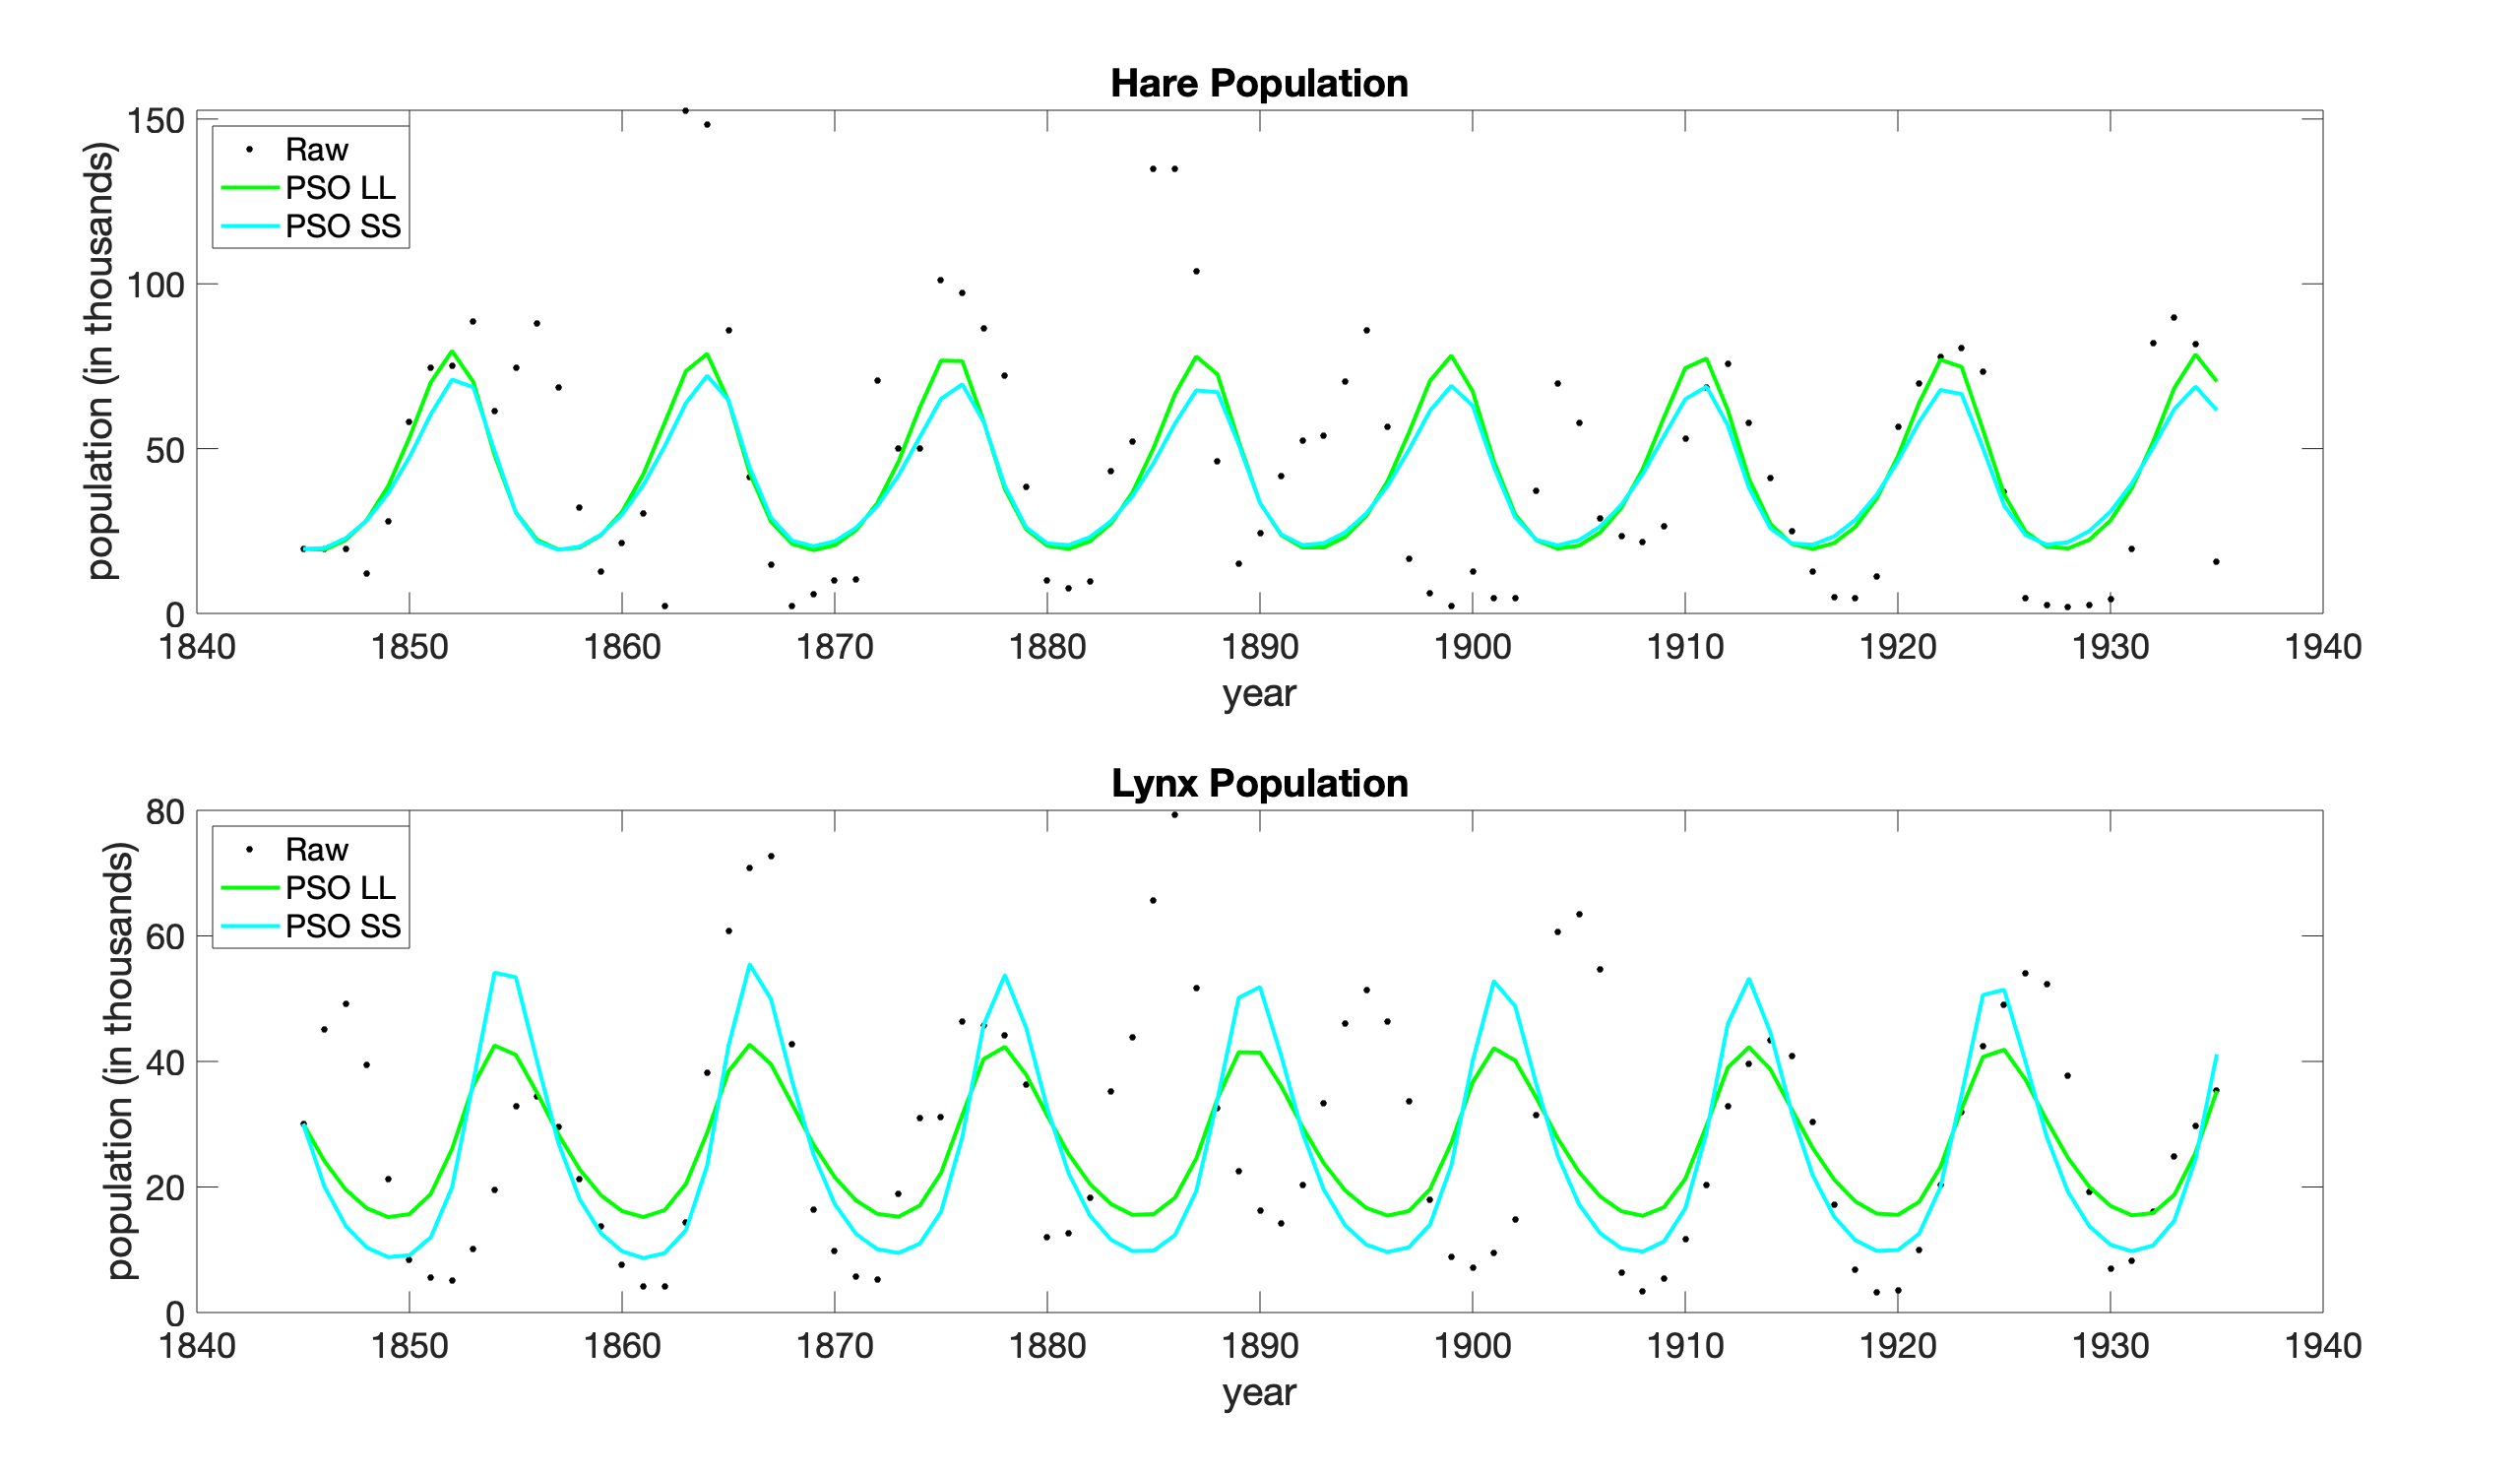 Hare Population
150
100
50
0
population (in thousands)
Raw
PSO LL
PSO SS
1840 1850 1860 1870 1880 1890 1900 1910 1920 1930 1940
year
Lynx Population
80
60
40
20
0
population (in thousands)
Raw
PSO LL
PSO SS
1840 1850 1860 1870 1880 1890 1900 1910 1920 1930 1940
year